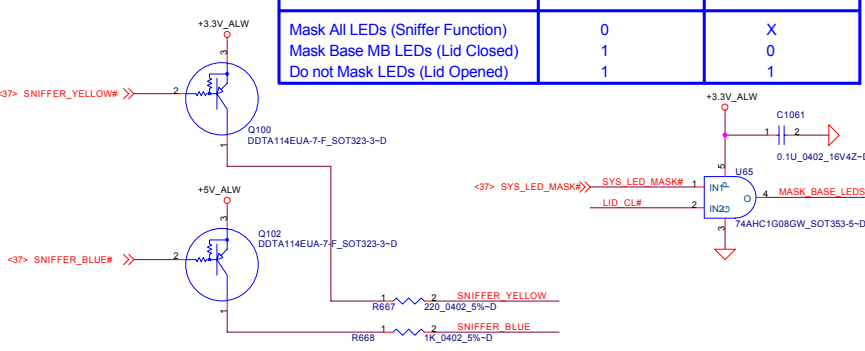 Mask All LEDs (Sniffer Function) 0 X
Mask Base MB LEDs (Lid Closed) 1 0
Do not Mask LEDs (Lid Opened) 1 1
+3.3V_ALW
3
<37> SNIFFER_YELLOW# 2
Q100
DDTA114EUA-7-F_SOT323-3~D
1
+5V_ALW
3
Q102
DDTA114EUA-7-F_SOT323-3~D
<37> SNIFFER_BLUE# 2
1
1 2 SNIFFER_YELLOW
R667 220_0402_5%~D
1 2 SNIFFER_BLUE
R668 1K_0402_5%~D
+3.3V_ALW
C1061
1 2
0.1U_0402_16V4Z~D
5
U65
<37> SYS_LED_MASK# SYS_LED_MASK# 1 IN1 P
O 4 MASK_BASE_LEDS
LID_CL# 2 IN2 G
74AHC1G08GW_SOT353-5~D
3